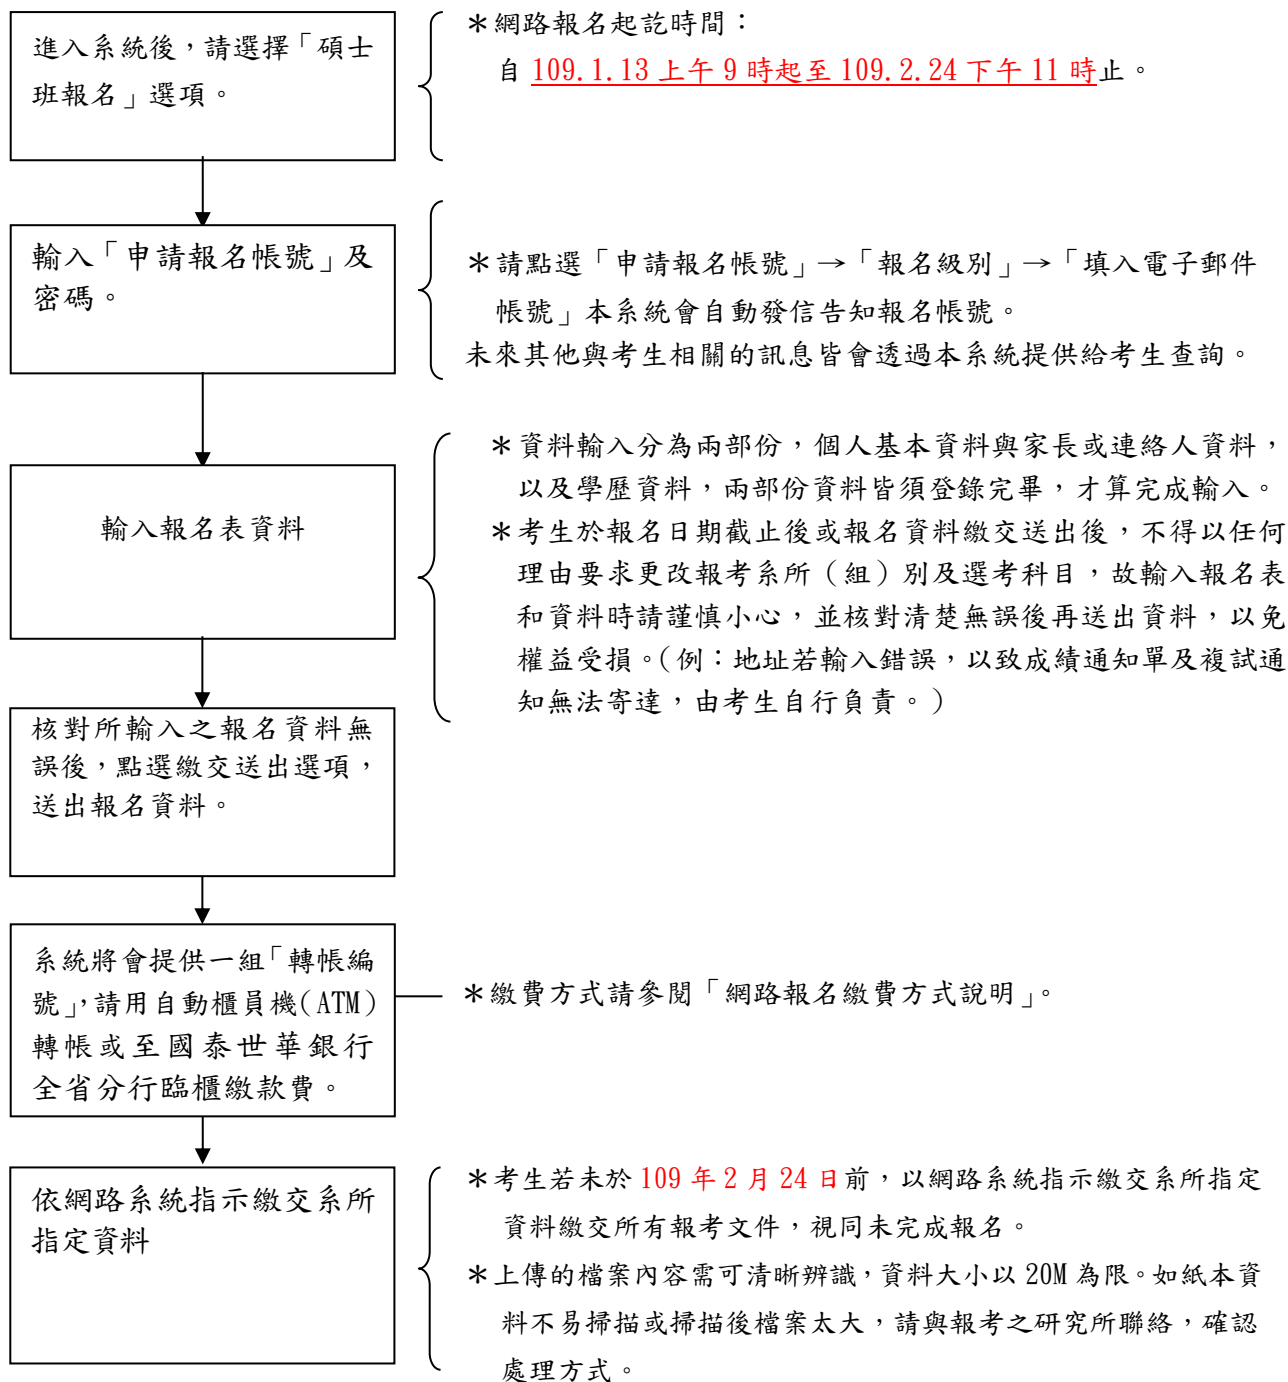 進入系統後，請選擇「碩士
班報名」選項。
＊網路報名起訖時間：
自 109.1.13 上午 9 時起至 109.2.24 下午 11 時止。
輸入「申請報名帳號」及
密碼。
＊請點選「申請報名帳號」→「報名級別」→「填入電子郵件
帳號」本系統會自動發信告知報名帳號。
未來其他與考生相關的訊息皆會透過本系統提供給考生查詢。
輸入報名表資料
＊資料輸入分為兩部份，個人基本資料與家長或連絡人資料，
以及學歷資料，兩部份資料皆須登錄完畢，才算完成輸入。
＊考生於報名日期截止後或報名資料繳交送出後，不得以任何
理由要求更改報考系所（組）別及選考科目，故輸入報名表
和資料時請謹慎小心，並核對清楚無誤後再送出資料，以免
權益受損。（例：地址若輸入錯誤，以致成績通知單及複試通
知無法寄達，由考生自行負責。）
核對所輸入之報名資料無
誤後，點選繳交送出選項，
送出報名資料。
系統將會提供一組「轉帳編
號」，請用自動櫃員機(ATM)
轉帳或至國泰世華銀行
全省分行臨櫃繳款費。
＊繳費方式請參閱「網路報名繳費方式說明」。
依網路系統指示繳交系所
指定資料
＊考生若未於 109 年 2 月 24 日前，以網路系統指示繳交系所指定
資料繳交所有報考文件，視同未完成報名。
＊上傳的檔案內容需可清晰辨識，資料大小以 20M 為限。如紙本資
料不易掃描或掃描後檔案太大，請與報考之研究所聯絡，確認
處理方式。